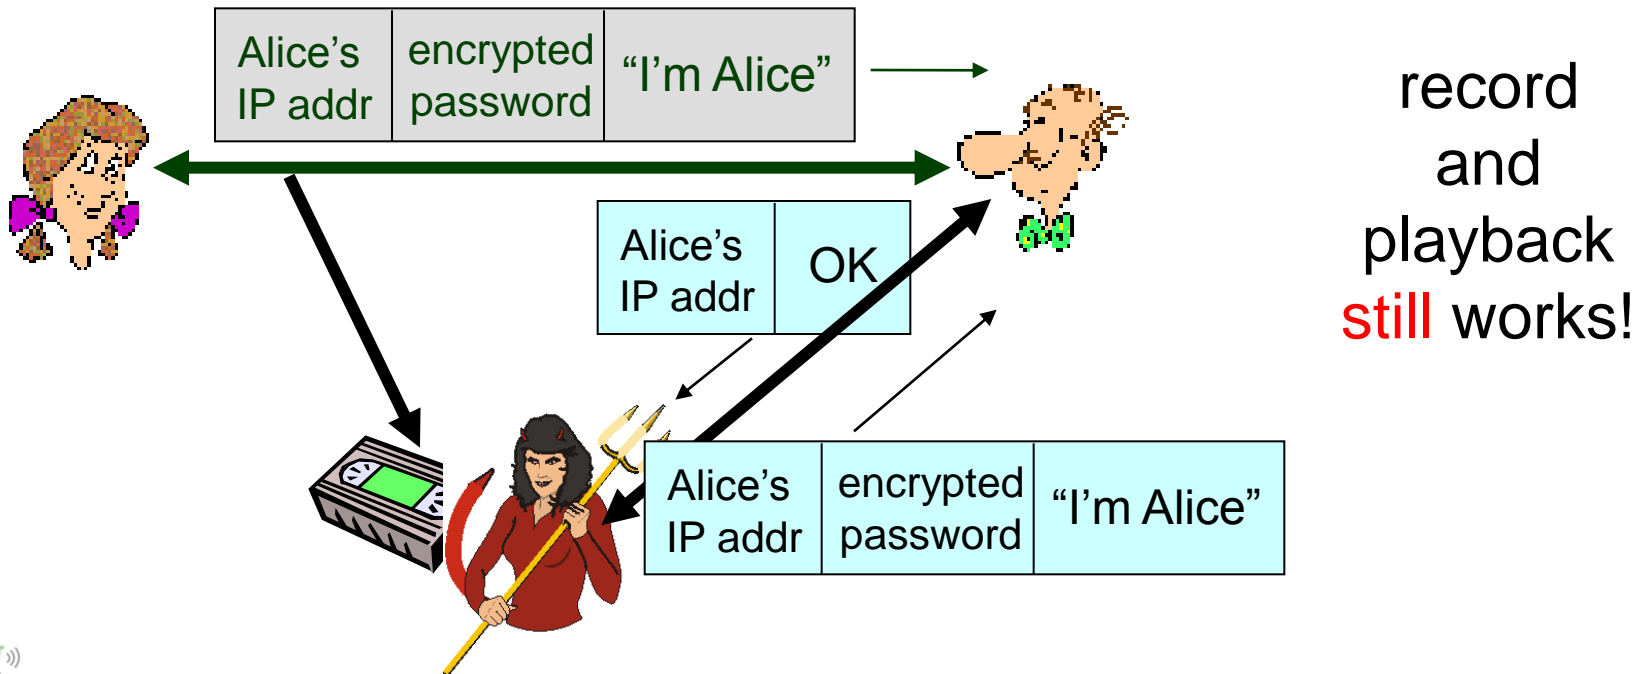 Alice’s
IP addr
encrypted
password
“I’m Alice”
record
and
playback
still works!
Alice’s
IP addr
OK
Alice’s
IP addr
encrypted
password
“I’m Alice”